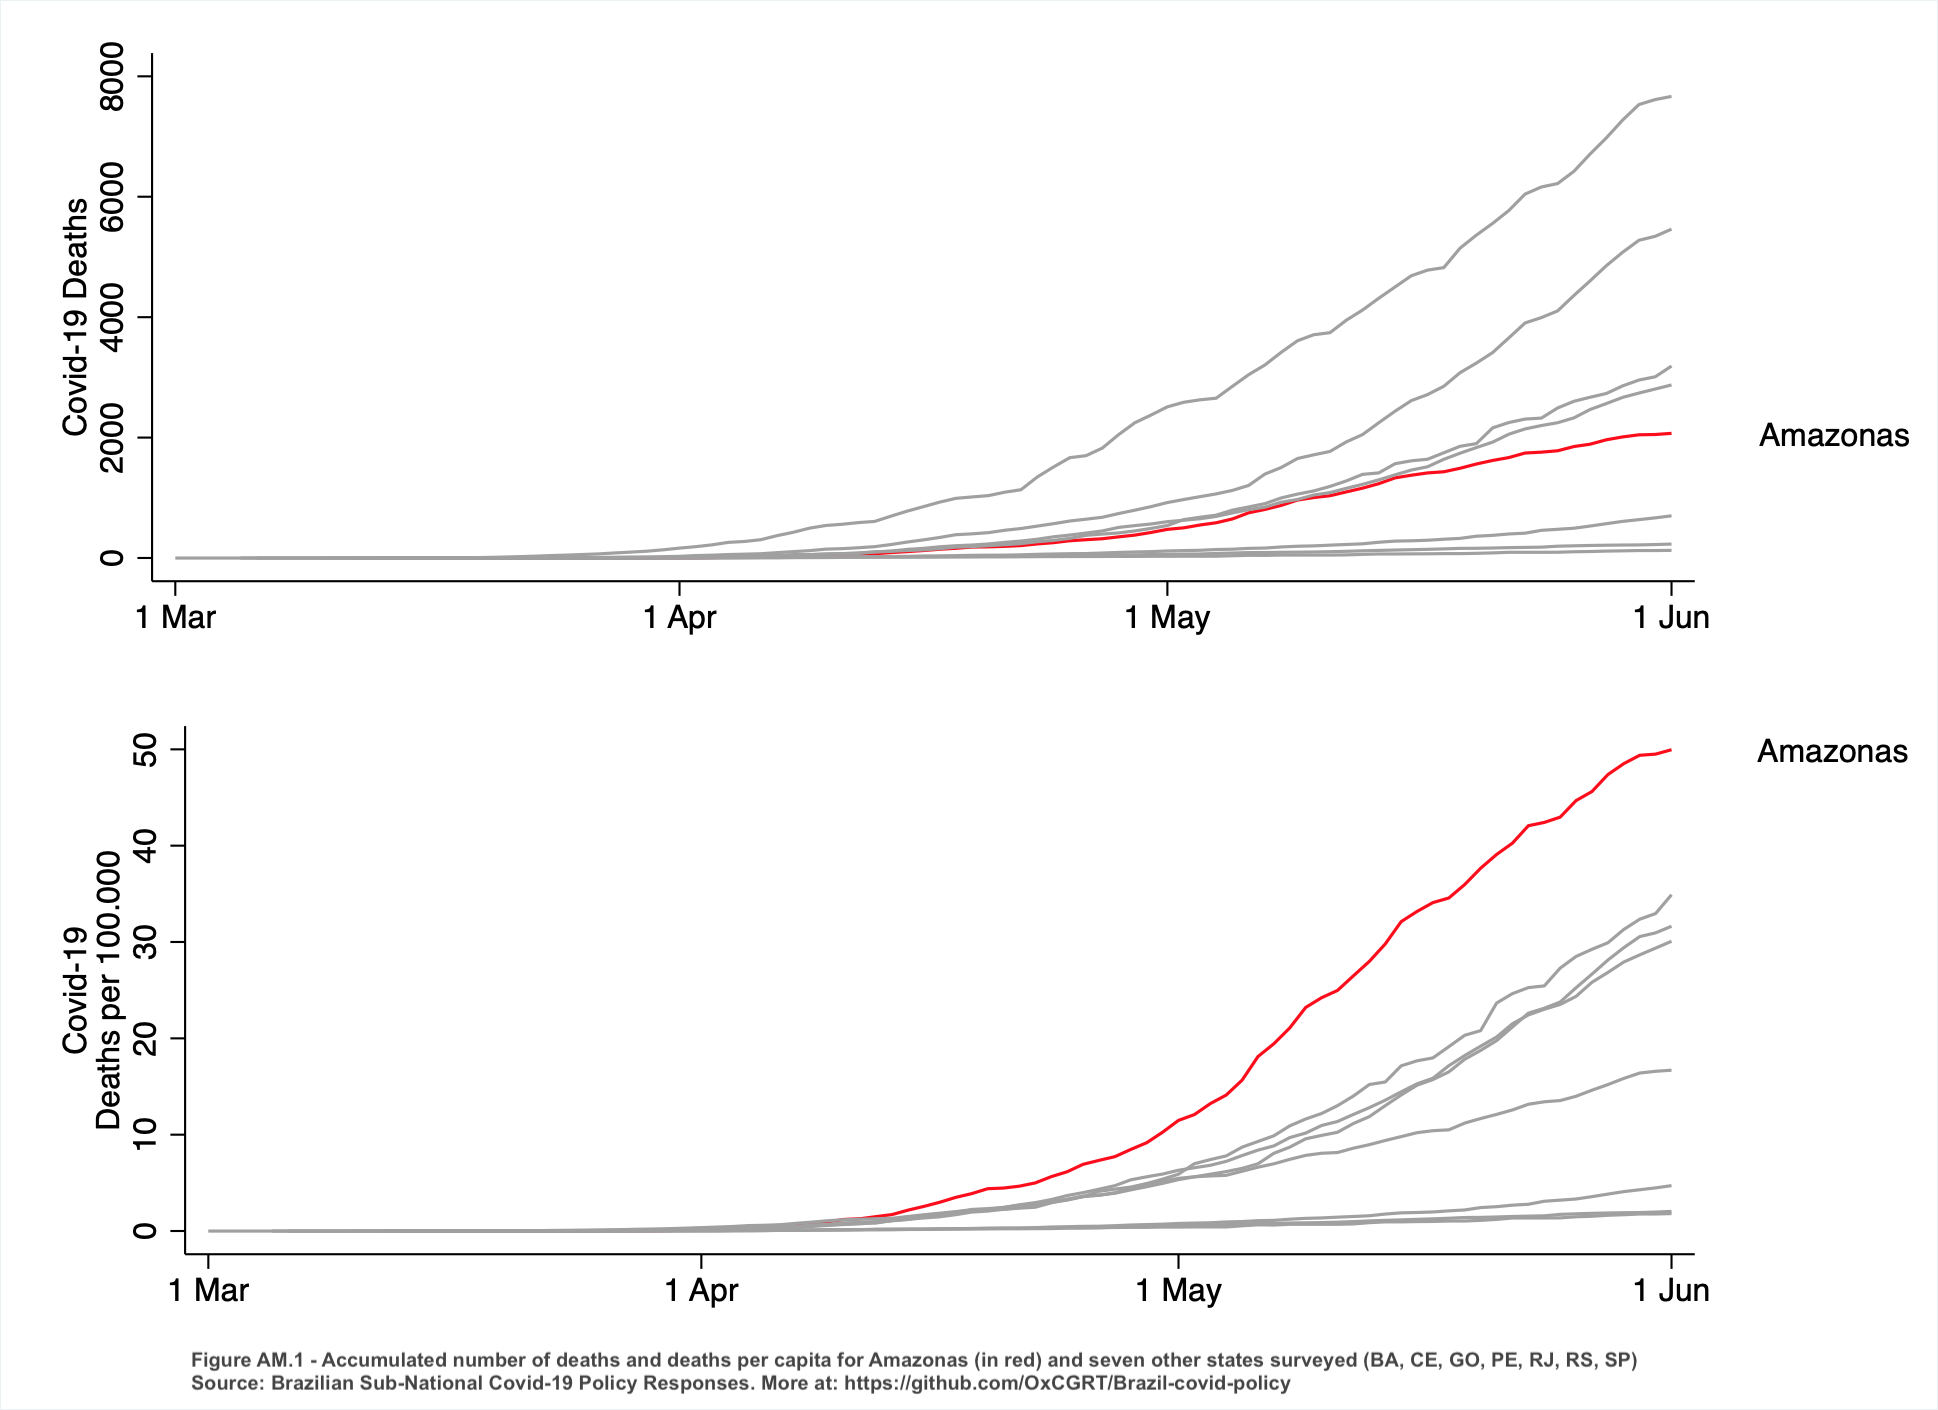 Covid-19 Deaths
8000
6000
4000
2000
0
1 Mar
1 Apr
1 May
1 Jun
Amazonas
Covid-19
Deaths per 100.000
50
40
30
20
10
0
1 Mar
1 Apr
1 May
1 Jun
Amazonas
Figure AM.1 - Accumulated number of deaths and deaths per capita for Amazonas (in red) and seven other states surveyed (BA, CE, GO, PE, RJ, RS, SP)
Source: Brazilian Sub-National Covid-19 Policy Responses. More at: https://github.com/OxCGRT/Brazil-covid-policy